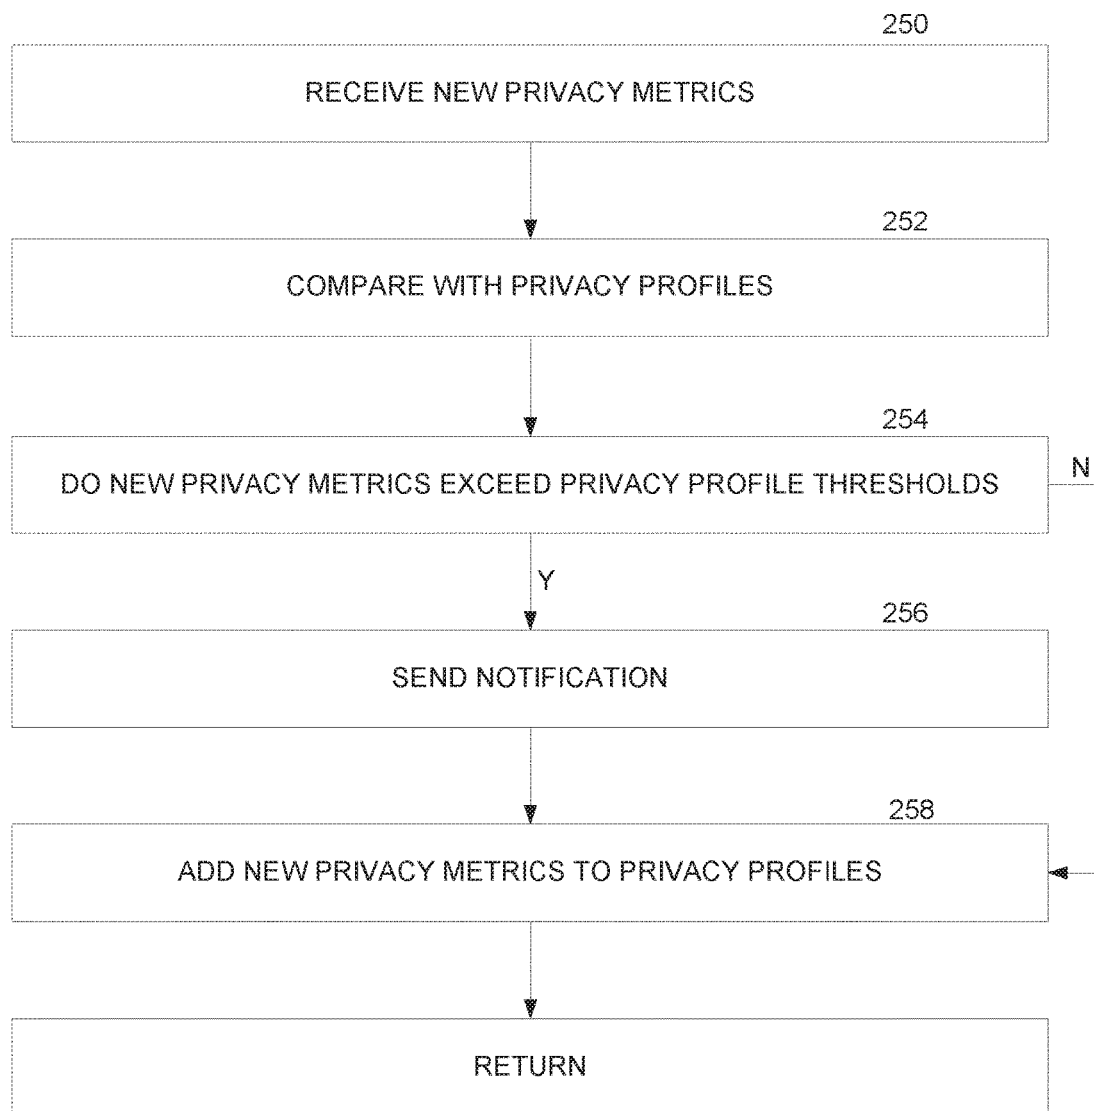 250
RECEIVE NEW PRIVACY METRICS
252
COMPARE WITH PRIVACY PROFILES
254
DO NEW PRIVACY METRICS EXCEED PRIVACY PROFILE THRESHOLDS
N
Y
256
SEND NOTIFICATION
258
ADD NEW PRIVACY METRICS TO PRIVACY PROFILES
RETURN